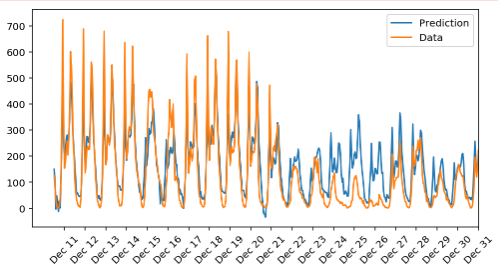 Prediction
Data
700
600
500
400
300
200
100
0
Dec 11
Dec 12
Dec 13
Dec 14
Dec 15
Dec 16
Dec 17
Dec 18
Dec 19
Dec 20
Dec 21
Dec 22
Dec 23
Dec 24
Dec 25
Dec 26
Dec 27
Dec 28
Dec 29
Dec 30
Dec 31